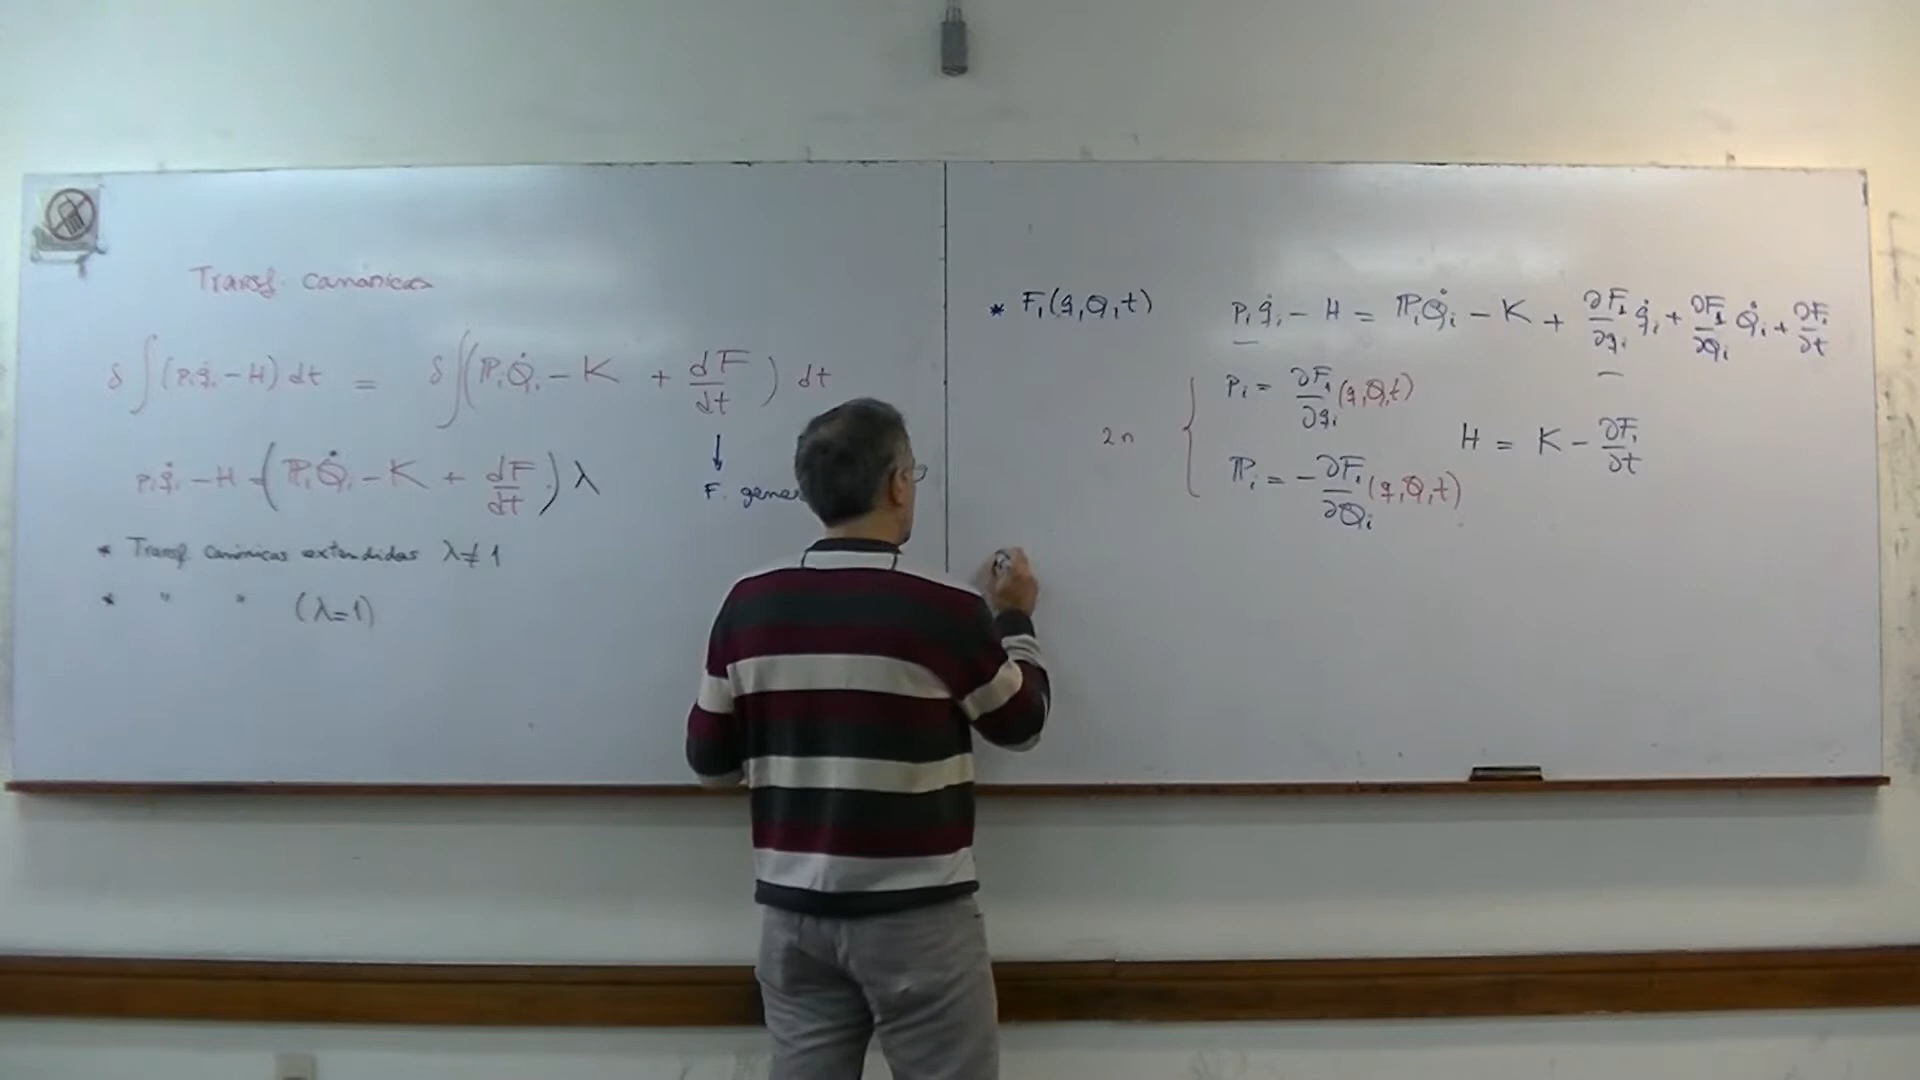 Transf. canónicas
δ∫(pᵢq̇ᵢ − H) dt = δ∫(ℙᵢQ̇ᵢ − K + dF/dt) dt
↓
pᵢq̇ᵢ − H − (ℙᵢQ̇ᵢ − K + dF/dt) λ
F. gene
* Transf. canónicas extendidas λ≠1
* " " (λ=1)
* F₁(q,Q,t) pᵢq̇ᵢ − H = ℙᵢQ̇ᵢ − K + ∂F₁/∂qᵢ q̇ᵢ + ∂F₁/∂Qᵢ Q̇ᵢ + ∂F₁/∂t
pᵢ = ∂F₁/∂qᵢ (q,Q,t)
2n { H = K − ∂F₁/∂t
ℙᵢ = −∂F₁/∂Qᵢ (q,Q,t)